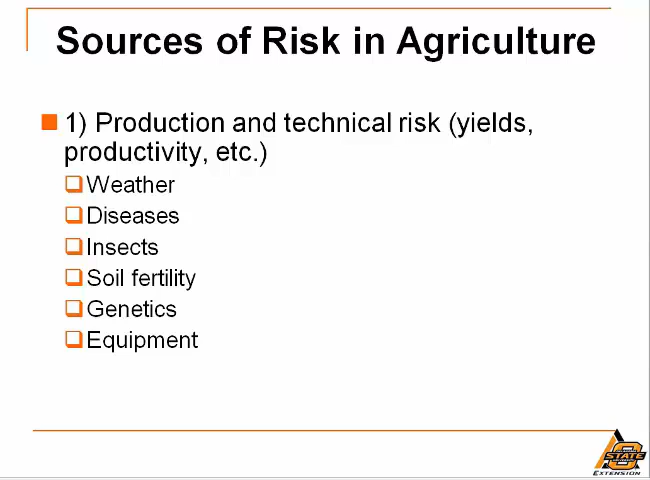 Sources of Risk in Agriculture
1) Production and technical risk (yields,
productivity, etc.)
Weather
Diseases
Insects
Soil fertility
Genetics
Equipment
STATE
EXTENSION